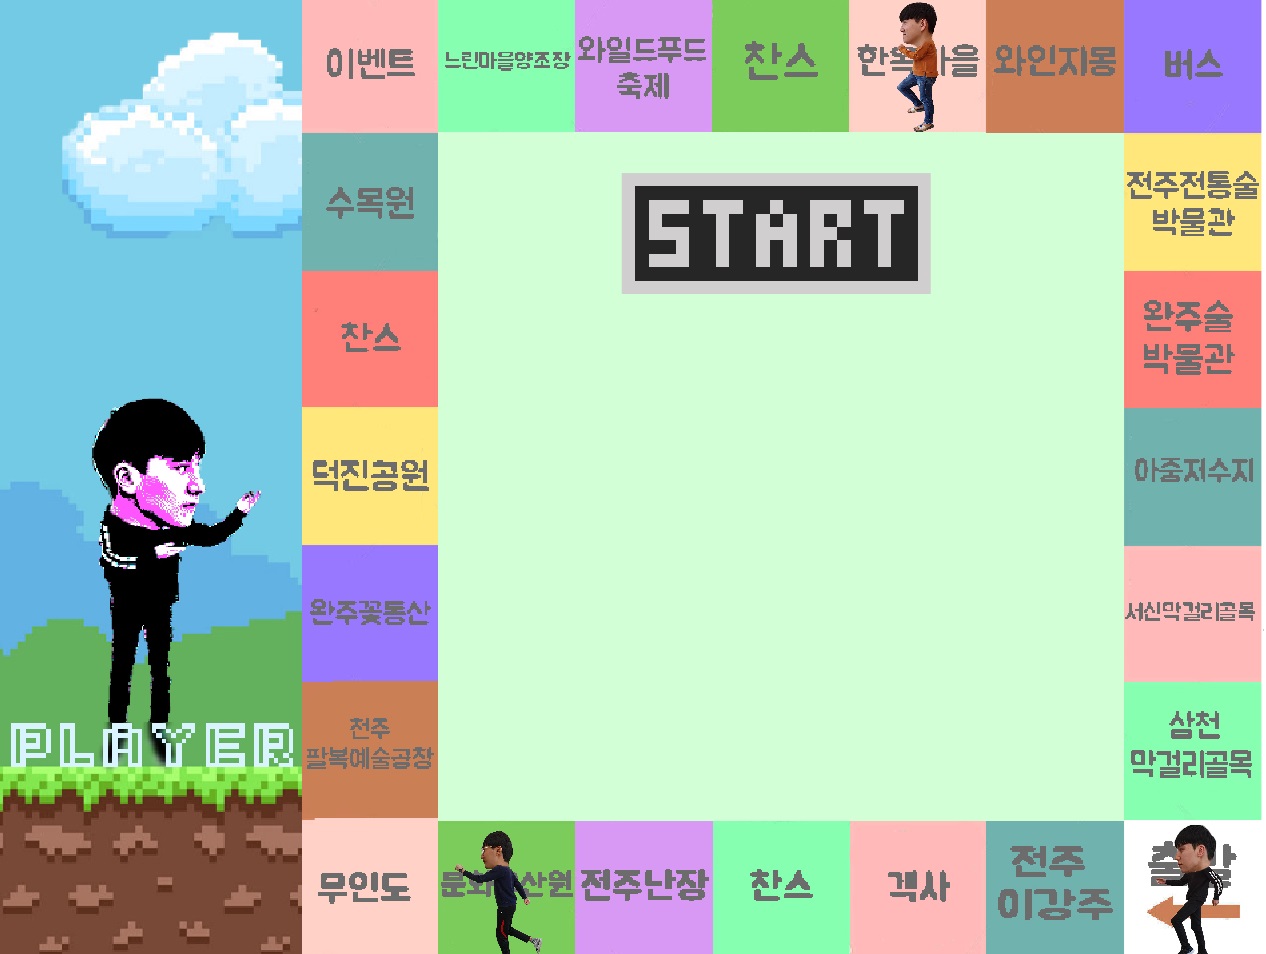 이벤트
느린마을양조장
와일드푸드
축제
찬스
와인지몽
버스
수목원
START
전주전통술
박물관
찬스
완주술
박물관
덕진공원
아중저수지
완주꽃동산
서신막걸리골목
전주
팔복예술공장
삼천
막걸리골목
PLAYER
무인도
전주난장
찬스
객사
전주
이강주